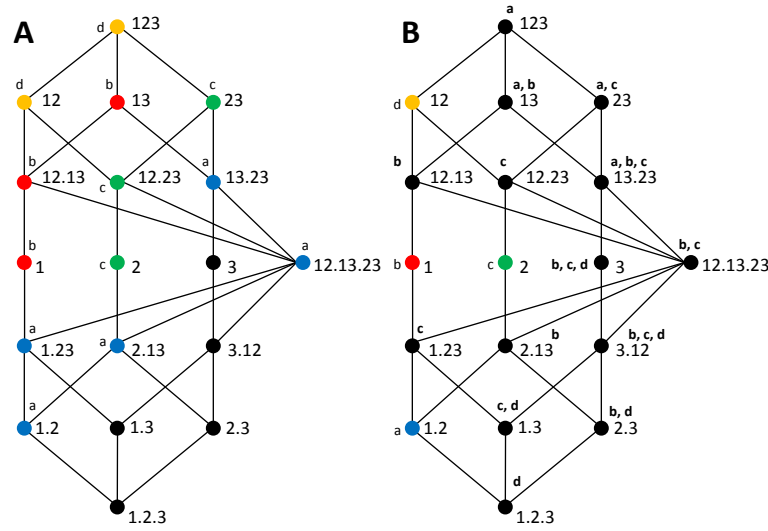 A
d
123
d
12
b
13
c
23
b
12.13
c
12.23
a
13.23
b
1
c
2
3
a
12.13.23
a
1.23
a
2.13
3.12
a
1.2
1.3
2.3
1.2.3
B
a
123
d
12
a, b
13
a, c
23
b
12.13
c
12.23
a, b, c
13.23
b
1
c
2
b, c, d
3
b, c
12.13.23
c
1.23
b
2.13
b, c, d
3.12
a
1.2
c, d
1.3
b, d
2.3
d
1.2.3